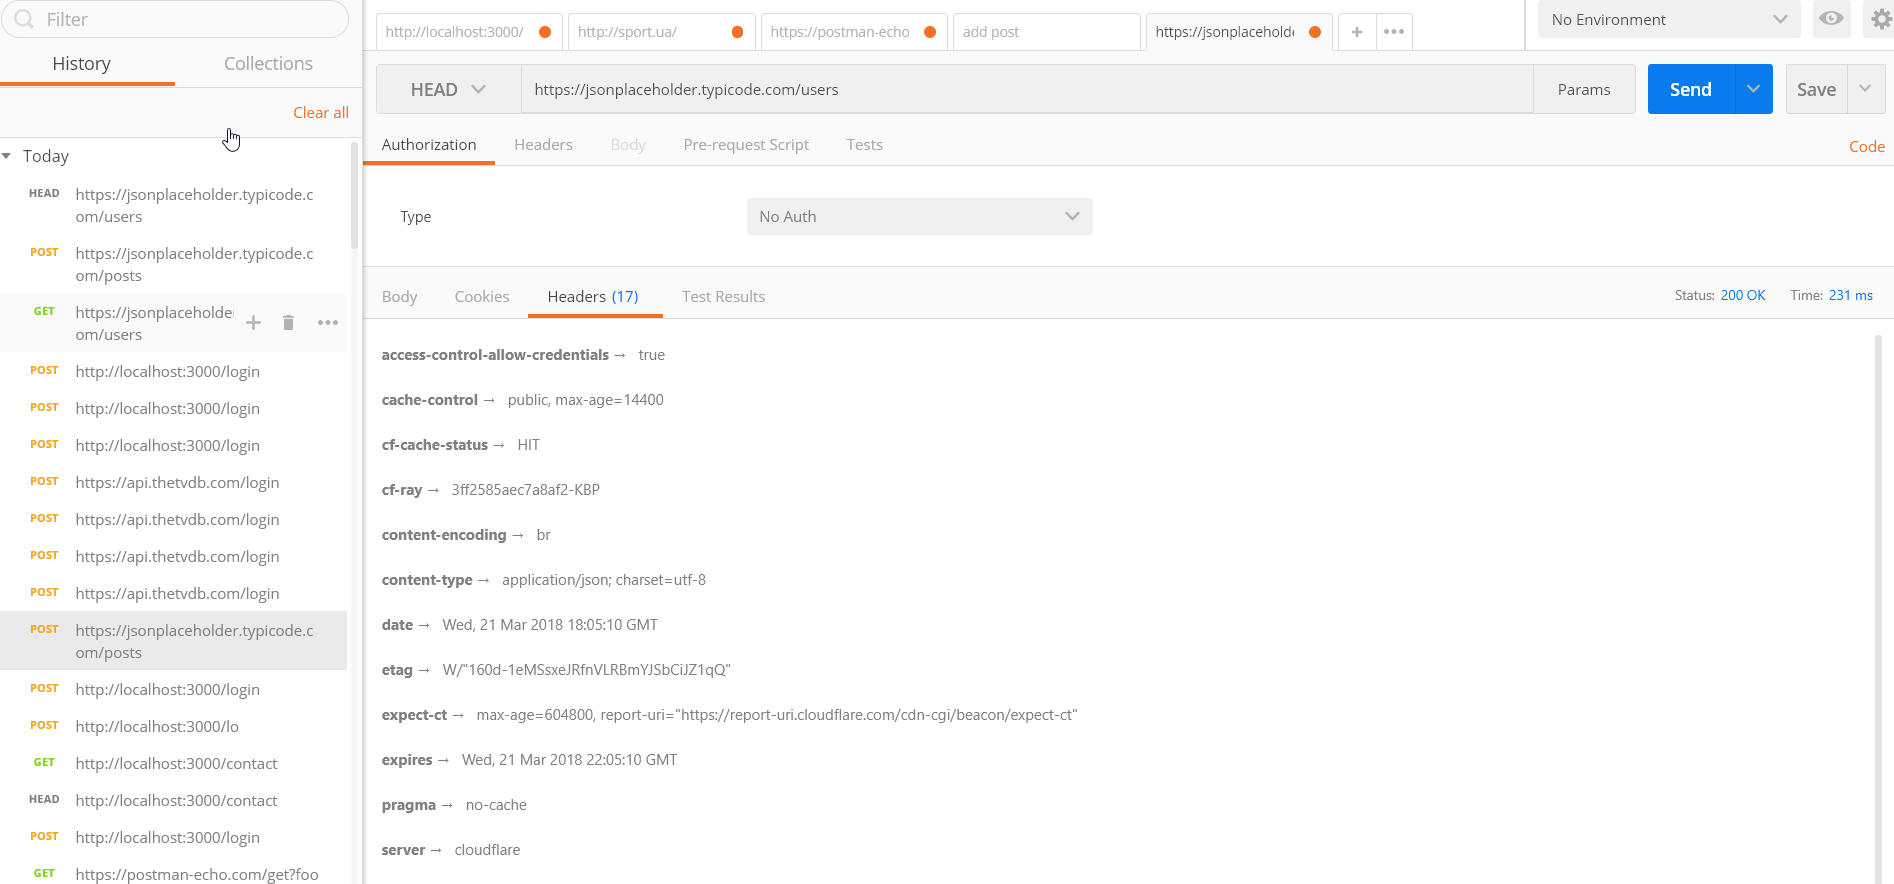 Filter
History
Collections
Clear all
Today
HEAD
https://jsonplaceholder.typicode.c
om/users
POST
https://jsonplaceholder.typicode.c
om/posts
GET
https://jsonplaceholde
om/users
POST
http://localhost:3000/login
POST
http://localhost:3000/login
POST
http://localhost:3000/login
POST
https://api.thetvdb.com/login
POST
https://api.thetvdb.com/login
POST
https://api.thetvdb.com/login
POST
https://api.thetvdb.com/login
POST
https://jsonplaceholder.typicode.c
om/posts
POST
http://localhost:3000/login
POST
http://localhost:3000/lo
GET
http://localhost:3000/contact
HEAD
http://localhost:3000/contact
POST
http://localhost:3000/login
GET
https://postman-echo.com/get?foo
http://localhost:3000/
http://sport.ua/
https://postman-echo
add post
https://jsonplaceholde
No Environment
HEAD
https://jsonplaceholder.typicode.com/users
Params
Send
Save
Authorization
Headers
Body
Pre-request Script
Tests
Code
Type
No Auth
Body
Cookies
Headers (17)
Test Results
Status: 200 OK
Time: 231 ms
access-control-allow-credentials → true
cache-control → public, max-age=14400
cf-cache-status → HIT
cf-ray → 3ff2585aec7a8af2-KBP
content-encoding → br
content-type → application/json; charset=utf-8
date → Wed, 21 Mar 2018 18:05:10 GMT
etag → W/"160d-1eMSsxeJRfnVLRBmYJSbCiJZ1qQ"
expect-ct → max-age=604800, report-uri="https://report-uri.cloudflare.com/cdn-cgi/beacon/expect-ct"
expires → Wed, 21 Mar 2018 22:05:10 GMT
pragma → no-cache
server → cloudflare